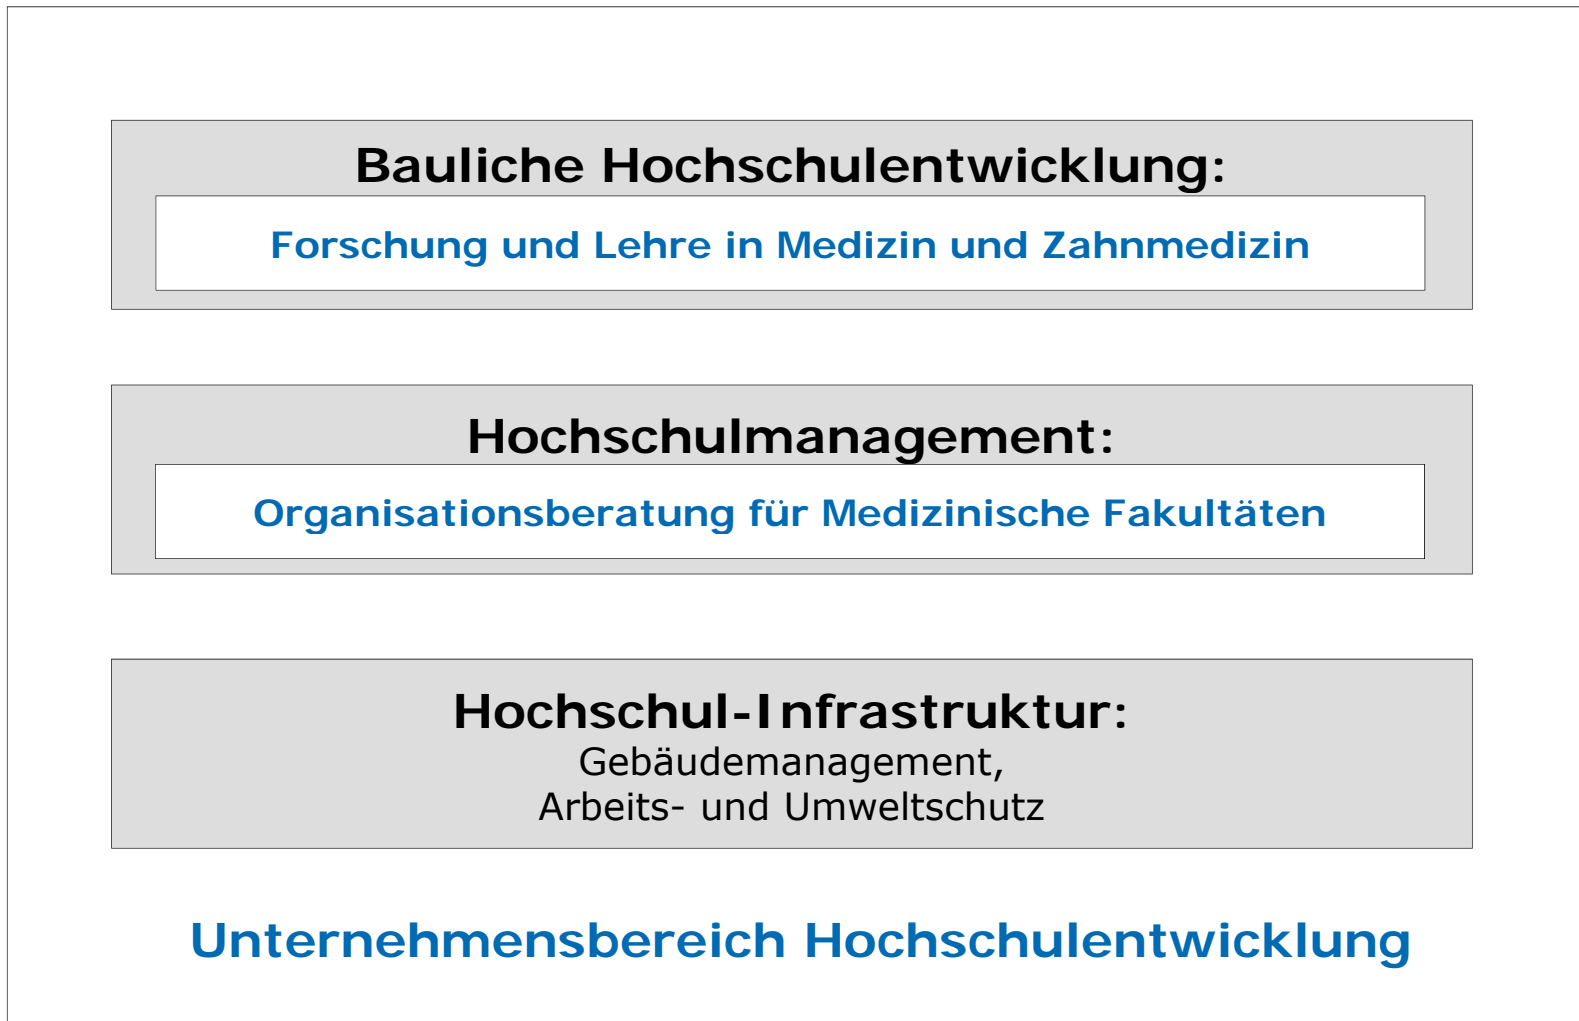 Bauliche Hochschulentwicklung:
Forschung und Lehre in Medizin und Zahnmedizin
Hochschulmanagement:
Organisationsberatung für Medizinische Fakultäten
Hochschul-Infrastruktur:
Gebäudemanagement,
Arbeits- und Umweltschutz
Unternehmensbereich Hochschulentwicklung